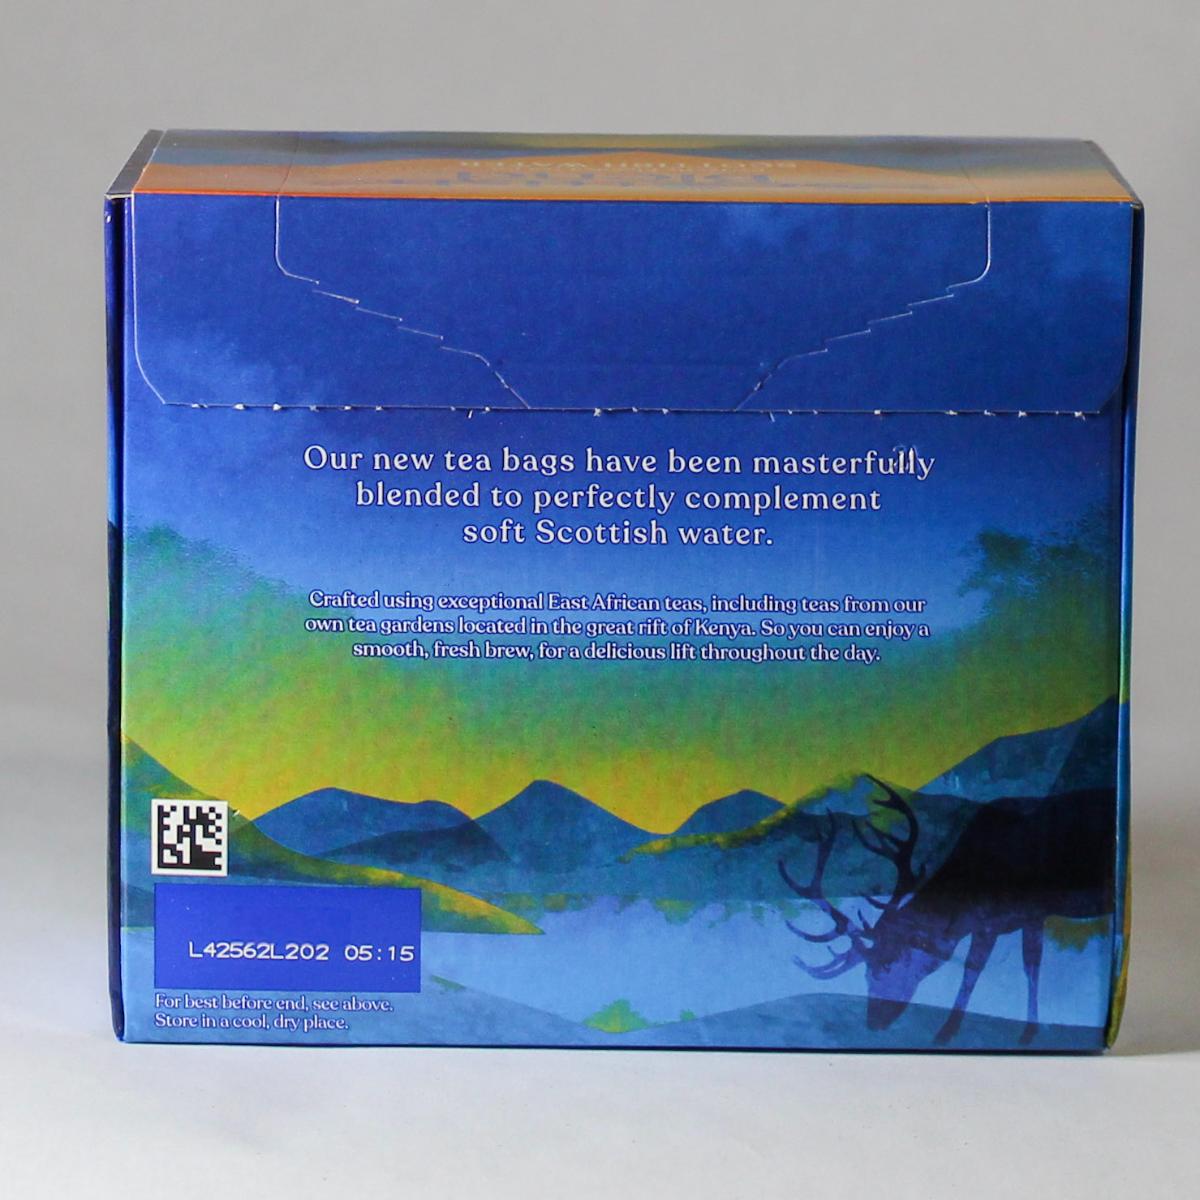 SCOTTISH WATER
Our new tea bags have been masterfully
blended to perfectly complement
soft Scottish water.
Crafted using exceptional East African teas, including teas from our
own tea gardens located in the great rift of Kenya. So you can enjoy a
smooth, fresh brew, for a delicious lift throughout the day.
L42562L202 05:15
For best before end, see above.
Store in a cool, dry place.